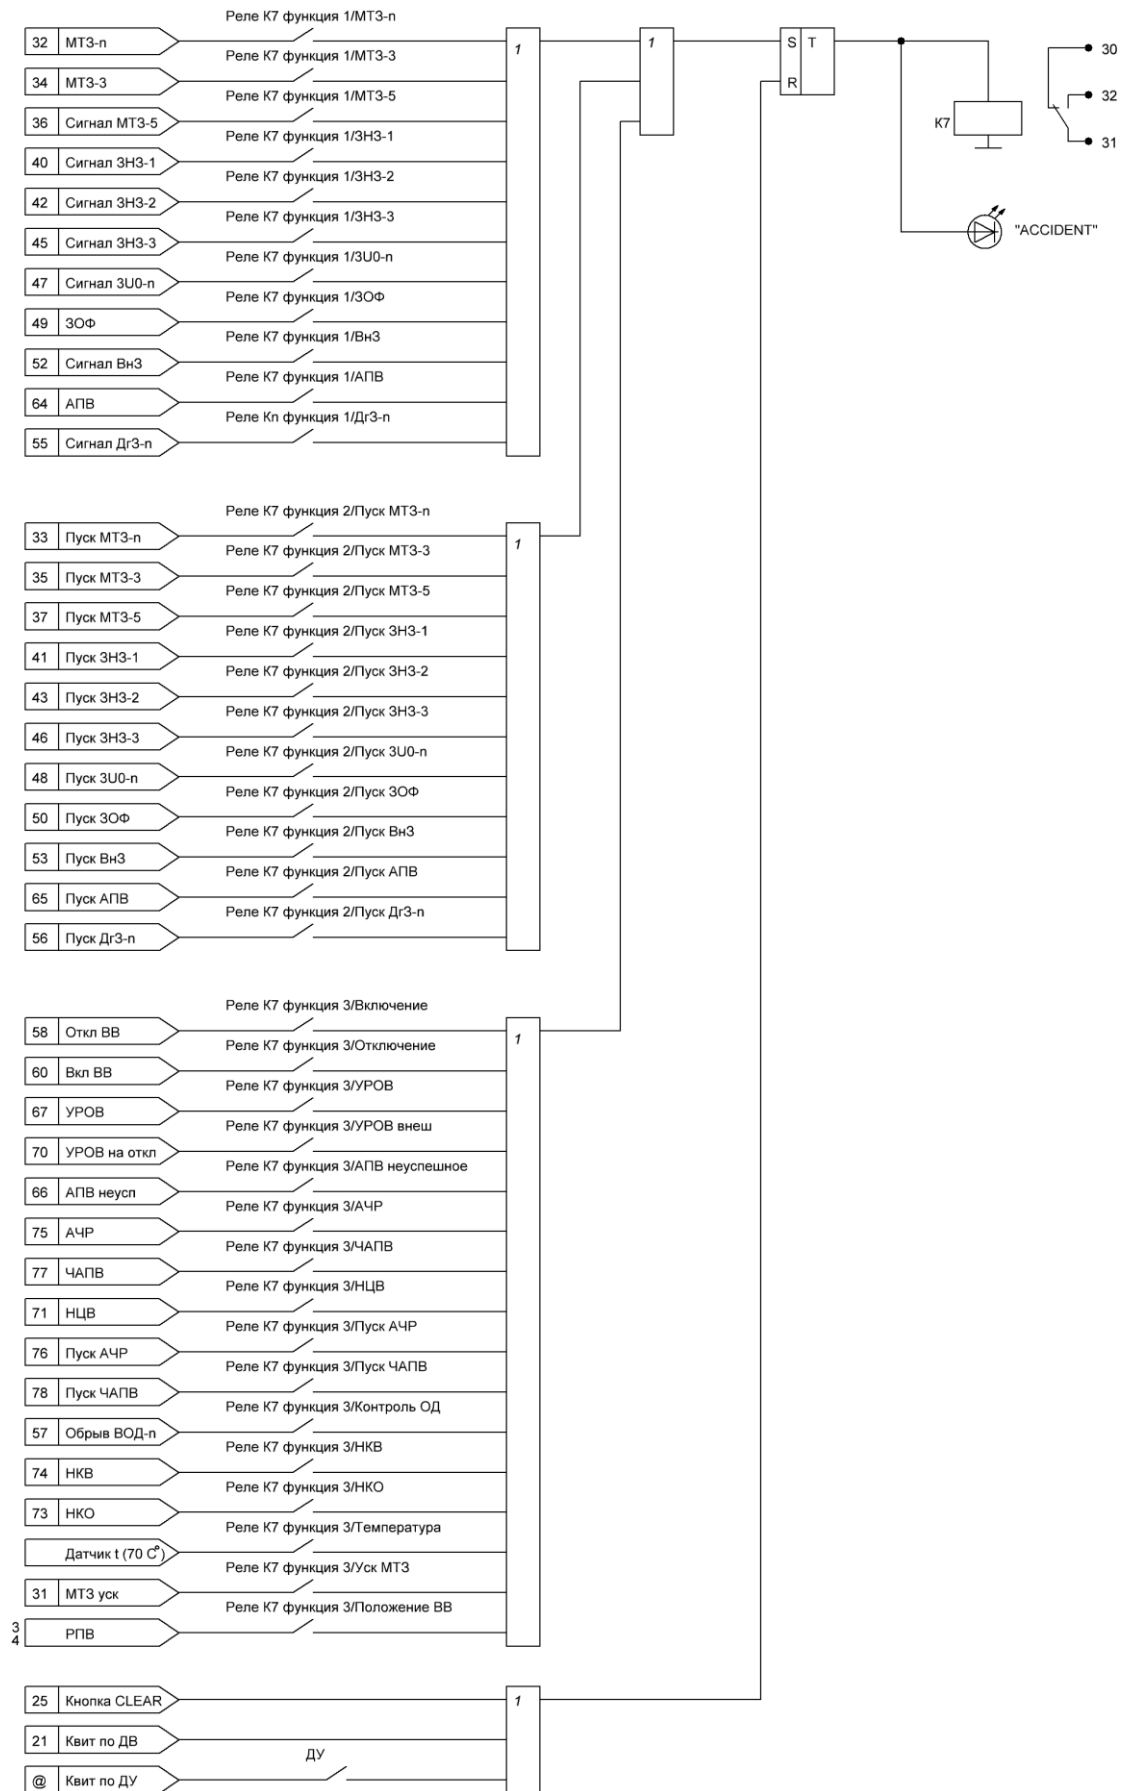 Реле К7 функция 1/МТЗ-n
32 МТЗ-n 1 1 S T
30
Реле К7 функция 1/МТЗ-3
34 МТЗ-3 R
32
Реле К7 функция 1/МТЗ-5
36 Сигнал МТЗ-5 К7
Реле К7 функция 1/ЗНЗ-1
31
40 Сигнал ЗНЗ-1
Реле К7 функция 1/ЗНЗ-2
42 Сигнал ЗНЗ-2
Реле К7 функция 1/ЗНЗ-3
"ACCIDENT"
45 Сигнал ЗНЗ-3
Реле К7 функция 1/3U0-n
47 Сигнал 3U0-n
Реле К7 функция 1/ЗОФ
49 ЗОФ
Реле К7 функция 1/ВнЗ
52 Сигнал ВнЗ
Реле К7 функция 1/АПВ
64 АПВ
Реле Кn функция 1/ДгЗ-n
55 Сигнал ДгЗ-n
Реле К7 функция 2/Пуск МТЗ-n
33 Пуск МТЗ-n 1
Реле К7 функция 2/Пуск МТЗ-3
35 Пуск МТЗ-3
Реле К7 функция 2/Пуск МТЗ-5
37 Пуск МТЗ-5
Реле К7 функция 2/Пуск ЗНЗ-1
41 Пуск ЗНЗ-1
Реле К7 функция 2/Пуск ЗНЗ-2
43 Пуск ЗНЗ-2
Реле К7 функция 2/Пуск ЗНЗ-3
46 Пуск ЗНЗ-3
Реле К7 функция 2/Пуск 3U0-n
48 Пуск 3U0-n
Реле К7 функция 2/Пуск ЗОФ
50 Пуск ЗОФ
Реле К7 функция 2/Пуск ВнЗ
53 Пуск ВнЗ
Реле К7 функция 2/Пуск АПВ
65 Пуск АПВ
Реле К7 функция 2/Пуск ДгЗ-n
56 Пуск ДгЗ-n
Реле К7 функция 3/Включение
58 Откл ВВ 1
Реле К7 функция 3/Отключение
60 Вкл ВВ
Реле К7 функция 3/УРОВ
67 УРОВ
Реле К7 функция 3/УРОВ внеш
70 УРОВ на откл
Реле К7 функция 3/АПВ неуспешное
66 АПВ неусп
Реле К7 функция 3/АЧР
75 АЧР
Реле К7 функция 3/ЧАПВ
77 ЧАПВ
Реле К7 функция 3/НЦВ
71 НЦВ
Реле К7 функция 3/Пуск АЧР
76 Пуск АЧР
Реле К7 функция 3/Пуск ЧАПВ
78 Пуск ЧАПВ
Реле К7 функция 3/Контроль ОД
57 Обрыв ВОД-n
Реле К7 функция 3/НКВ
74 НКВ
Реле К7 функция 3/НКО
73 НКО
Реле К7 функция 3/Температура
Датчик t (70 С°)
Реле К7 функция 3/Уск МТЗ
31 МТЗ уск
Реле К7 функция 3/Положение ВВ
3
4 РПВ
25 Кнопка CLEAR 1
21 Квит по ДВ
ДУ
@ Квит по ДУ